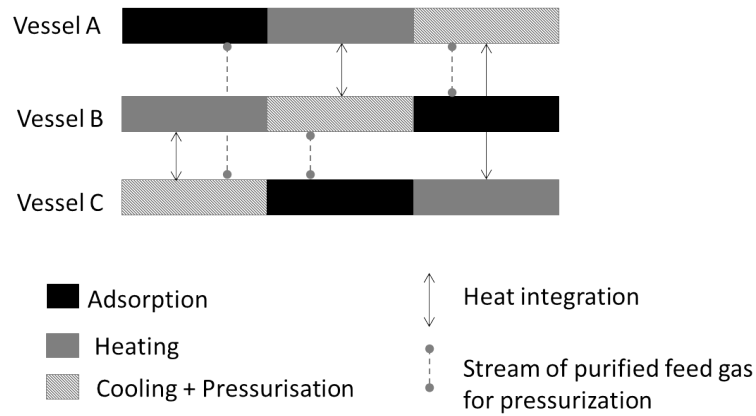 Vessel A
Vessel B
Vessel C
Adsorption
Heating
Cooling + Pressurisation
Heat integration
Stream of purified feed gas
for pressurization